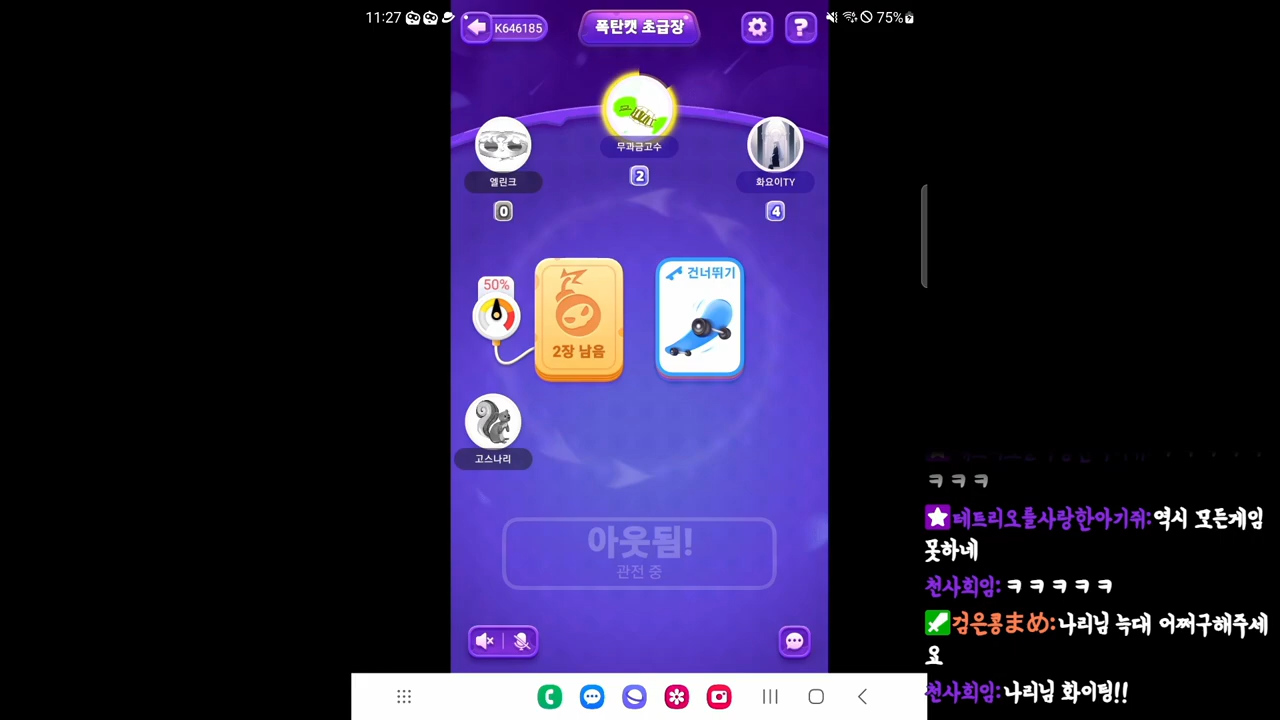 11:27
75%
K646185
폭탄캣 초급장
무과금고수
2
엘린크
0
화요이TY
4
50%
2장 남음
건너뛰기
고스나리
아웃됨!
관전 중
ㅋㅋㅋ
테트리오를사랑한아기쥐: 역시 모든게임
못하네
천사희임: ㅋㅋㅋㅋㅋ
검은콩まめ: 나리님 늑대 어쩌구해주세
요
천사희임: 나리님 화이팅!!